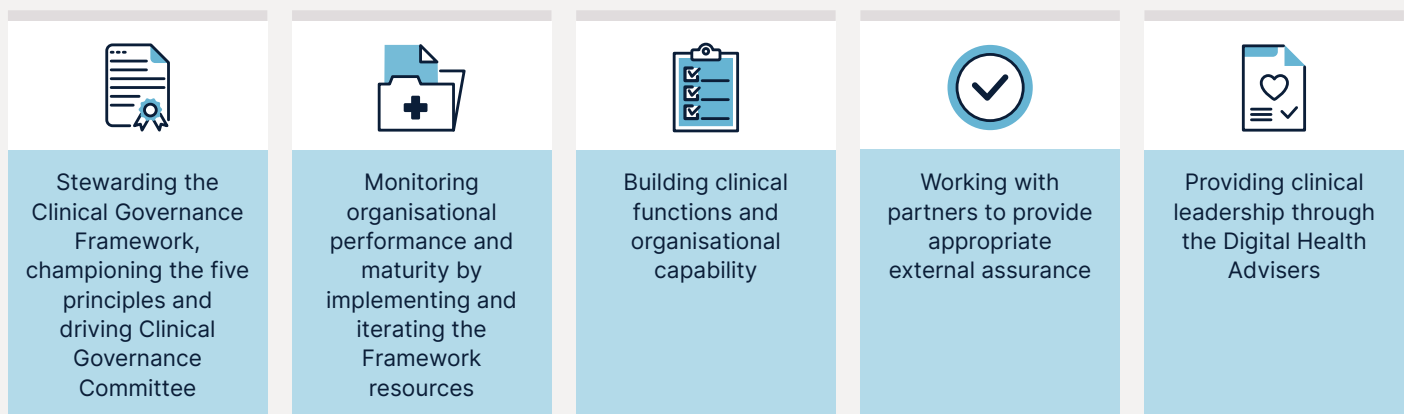 Stewarding the
Clinical Governance
Framework,
championing the five
principles and
driving Clinical
Governance
Committee
Monitoring
organisational
performance and
maturity by
implementing and
iterating the
Framework
resources
Building clinical
functions and
organisational
capability
Working with
partners to provide
appropriate
external assurance
Providing clinical
leadership through
the Digital Health
Advisers